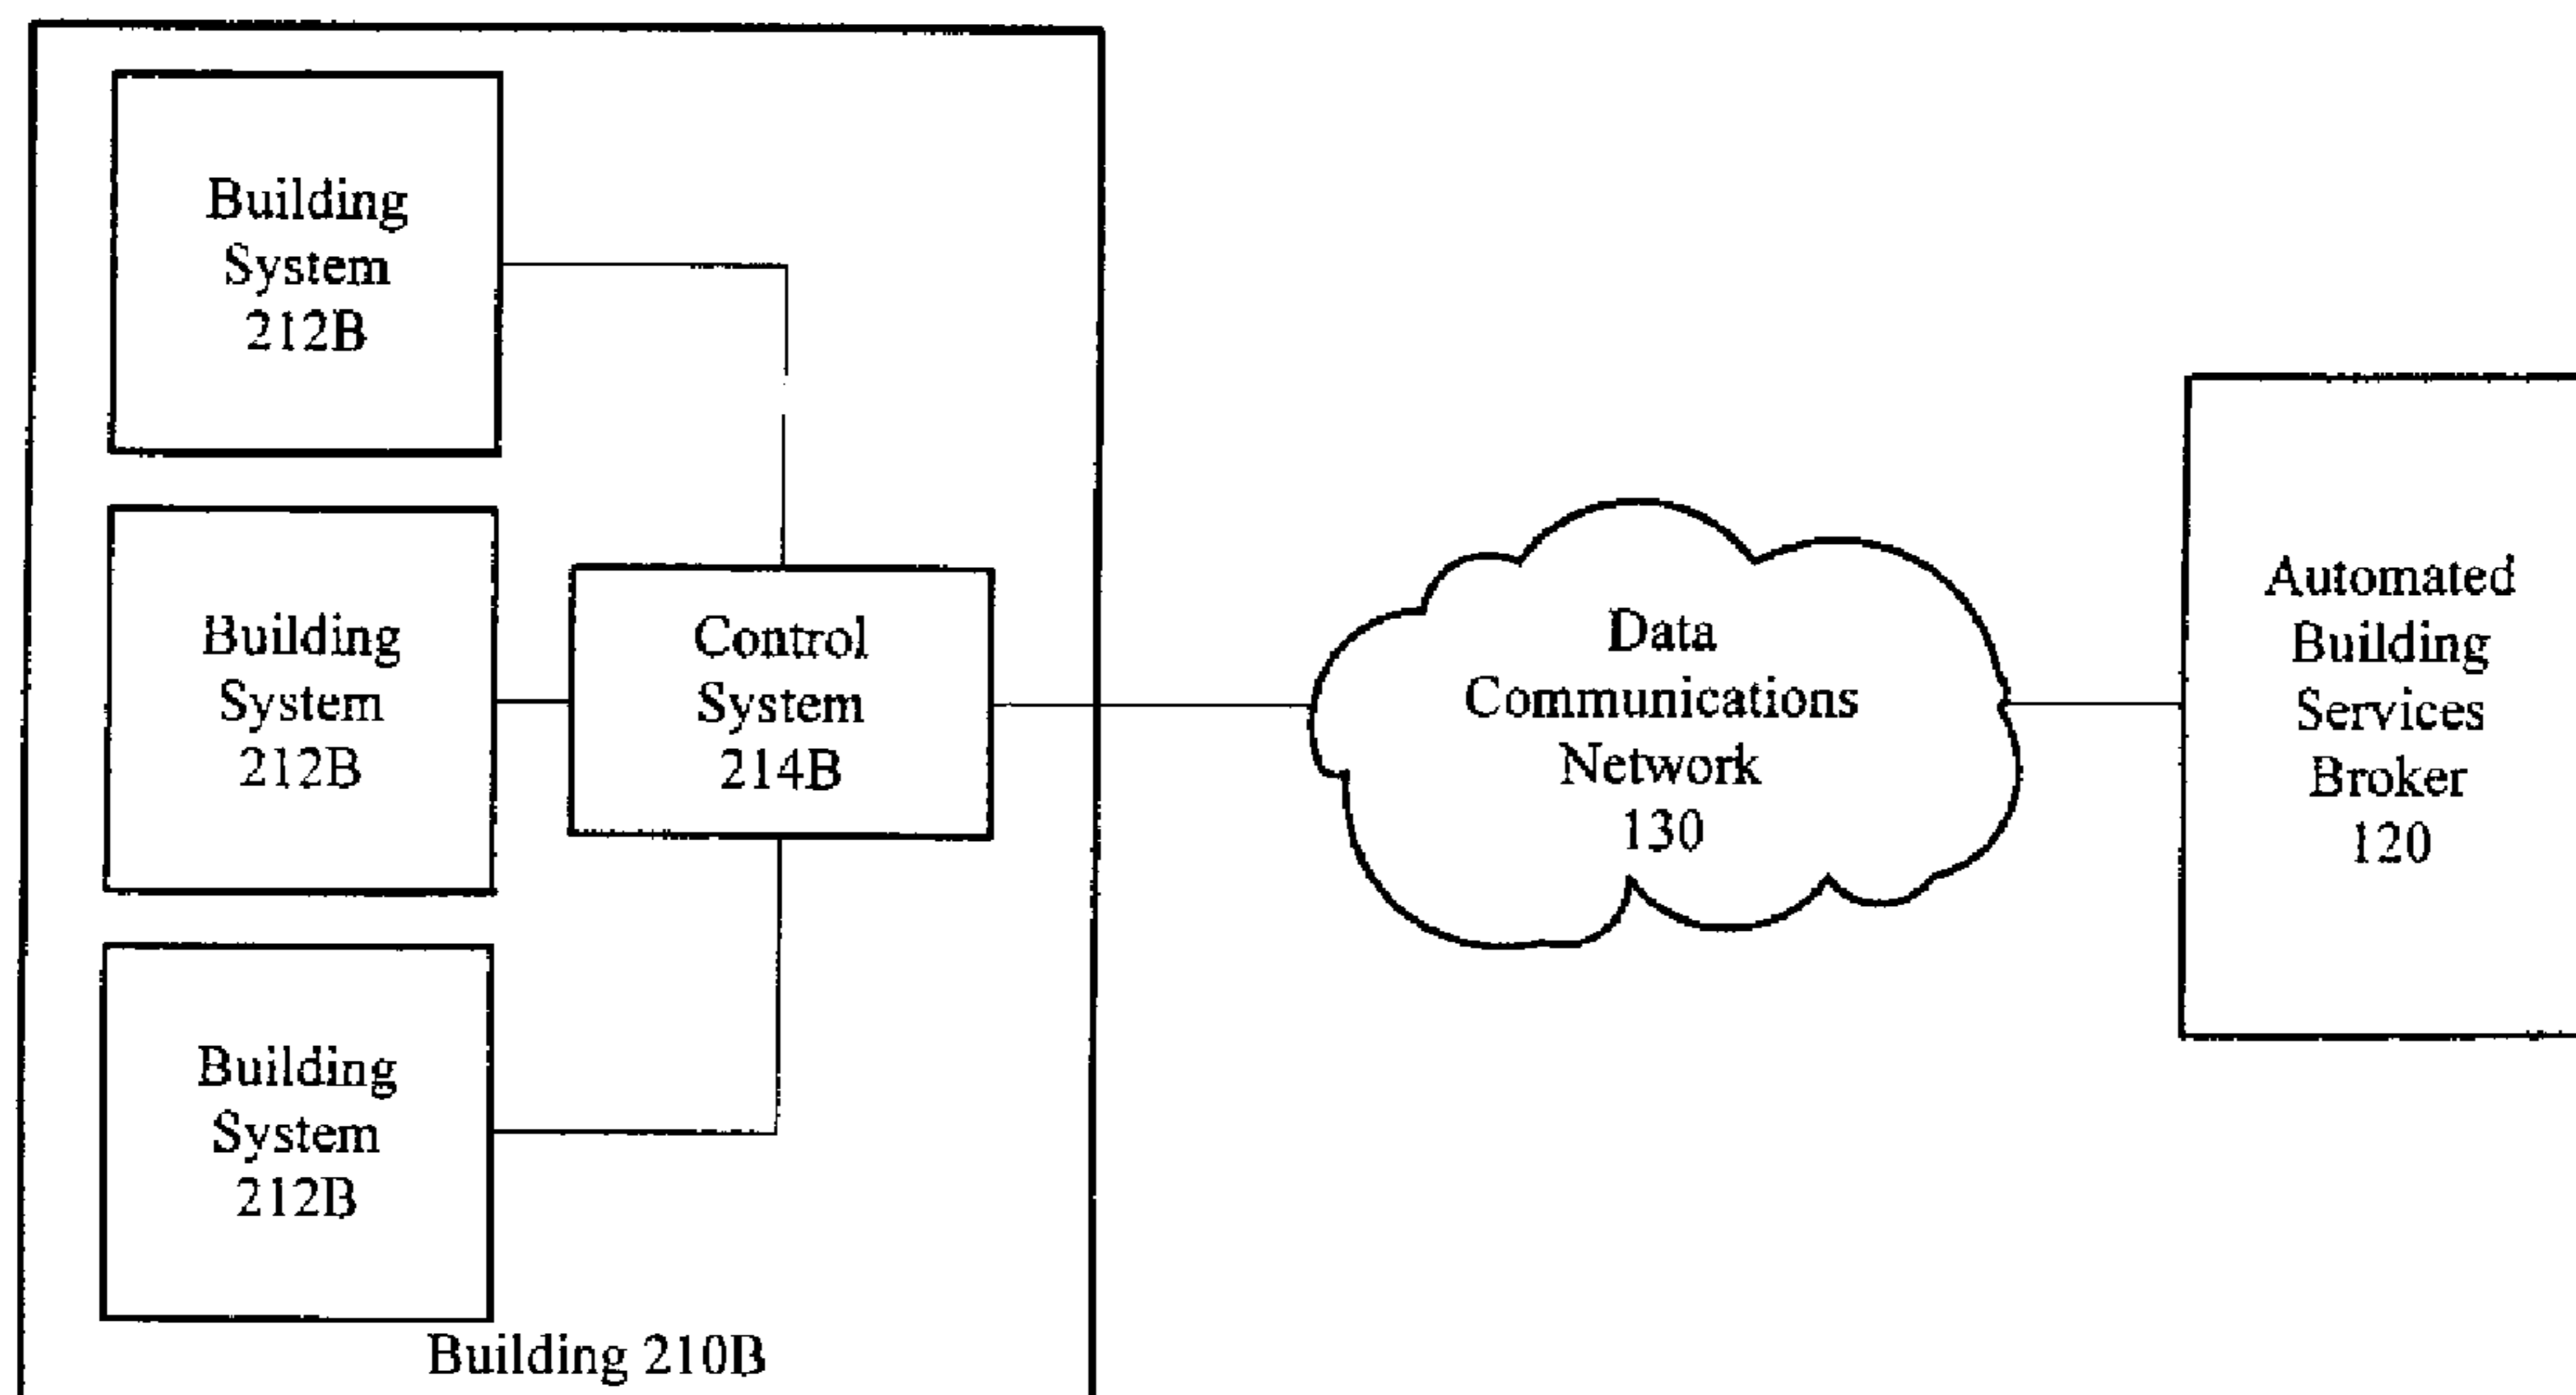 Building
System
212B
Building
System
212B
Control
System
214B
Building
System
212B
Building 210B
Data
Communications
Network
130
Automated
Building
Services
Broker
120